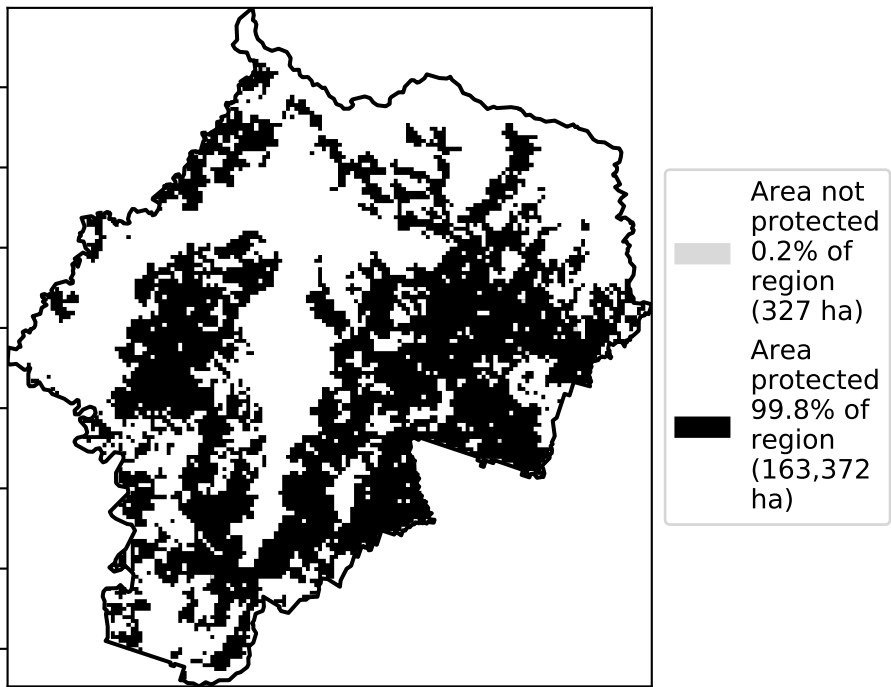 Area not
protected
0.2% of
region
(327 ha)
Area
protected
99.8% of
region
(163,372
ha)